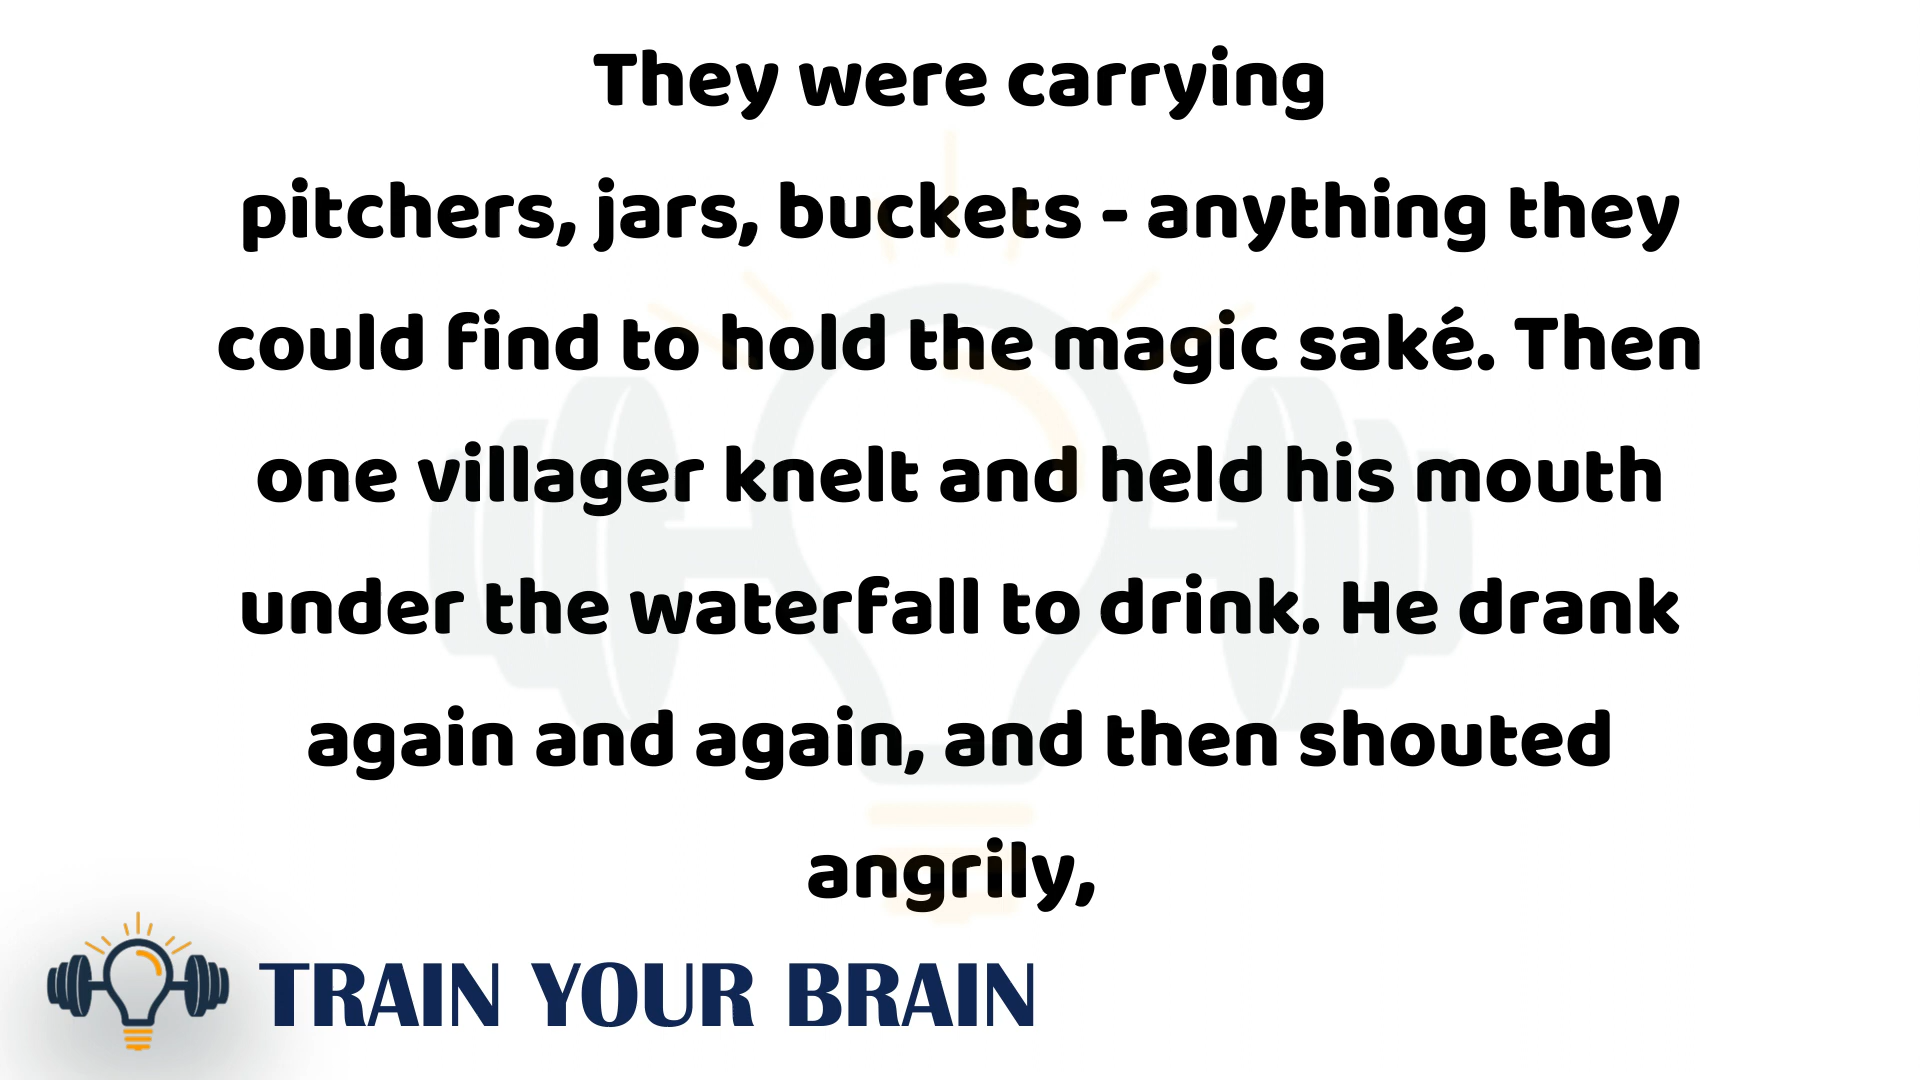 They were carrying
pitchers, jars, buckets - anything they
could find to hold the magic saké. Then
one villager knelt and held his mouth
under the waterfall to drink. He drank
again and again, and then shouted
angrily,
TRAIN YOUR BRAIN